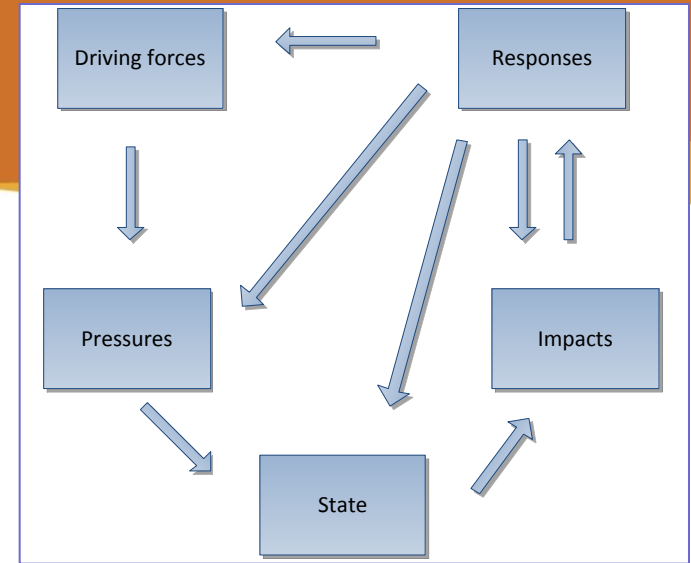 Driving forces
Responses
Pressures
Impacts
State